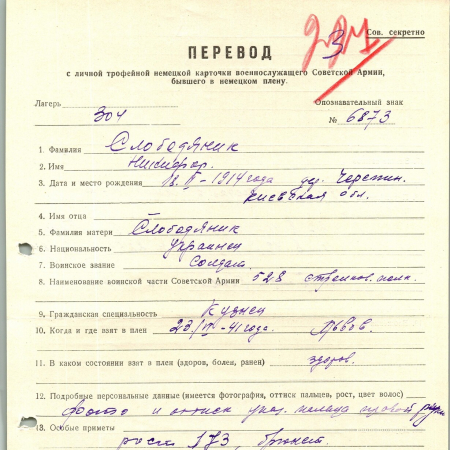 Сов. секретно
3
ПЕРЕВОД
с личной трофейной немецкой карточки военнослужащего Советской Армии,
бывшего в немецком плену.
Лагерь 304
Опознавательный знак
№ 6873
1. Фамилия Слободяник
2. Имя Никифор.
3. Дата и место рождения 18. II - 1914 года дер. Черепин.
Киевская обл.
4. Имя отца —
5. Фамилия матери Слободяник
6. Национальность украинец
7. Воинское звание Солдат
8. Наименование воинской части Советской Армии 528 стрелков. полк.
9. Гражданская специальность Кузнец
10. Когда и где взят в плен 23/ -41 года. Львов.
11. В каком состоянии взят в плен (здоров, болен, ранен) здоров.
12. Подробные персональные данные (имеется фотография, оттиск пальцев, рост, цвет волос)
Фото и оттиск указ. пальца правой руки
13. Особые приметы
рост 173, брюнет.